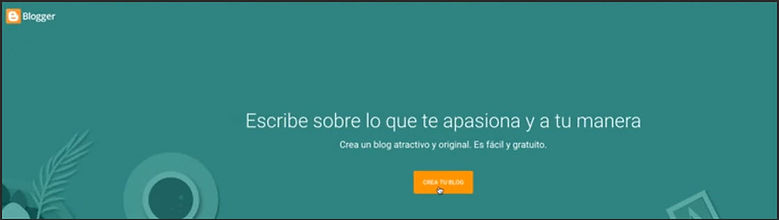 Blogger
Escribe sobre lo que te apasiona y a tu manera
Crea un blog atractivo y original. Es fácil y gratuito.
CREA TU BLOG